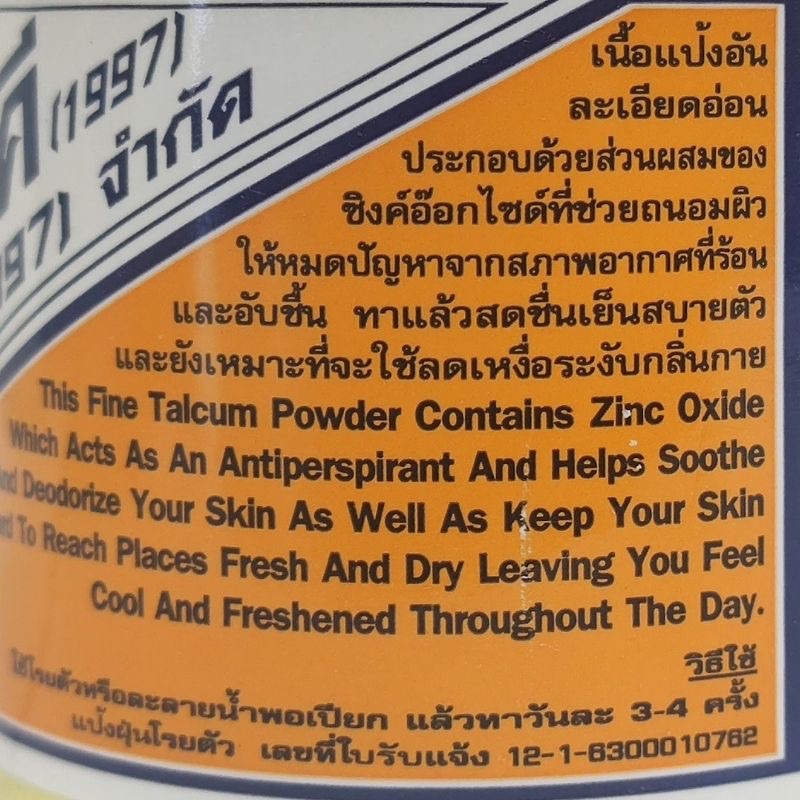 (1997)
จำกัด
เนื้อแป้งอัน
ละเอียดอ่อน
ประกอบด้วยส่วนผสมของ
ซิงค์อ๊อกไซด์ที่ช่วยถนอมผิว
ให้หมดปัญหาจากสภาพอากาศที่ร้อน
และอับชื้น ทาแล้วสดชื่นเย็นสบายตัว
และยังเหมาะที่จะใช้ลดเหงื่อระงับกลิ่นกาย
This Fine Talcum Powder Contains Zinc Oxide
Which Acts As An Antiperspirant And Helps Soothe
And Deodorize Your Skin As Well As Keep Your Skin
To Reach Places Fresh And Dry Leaving You Feel
Cool And Freshened Throughout The Day.
วิธีใช้
ใช้โรยตัวหรือละลายน้ำพอเปียก แล้วทาวันละ 3-4 ครั้ง
แป้งฝุ่นโรยตัว เลขที่ใบรับแจ้ง 12-1-6300010762